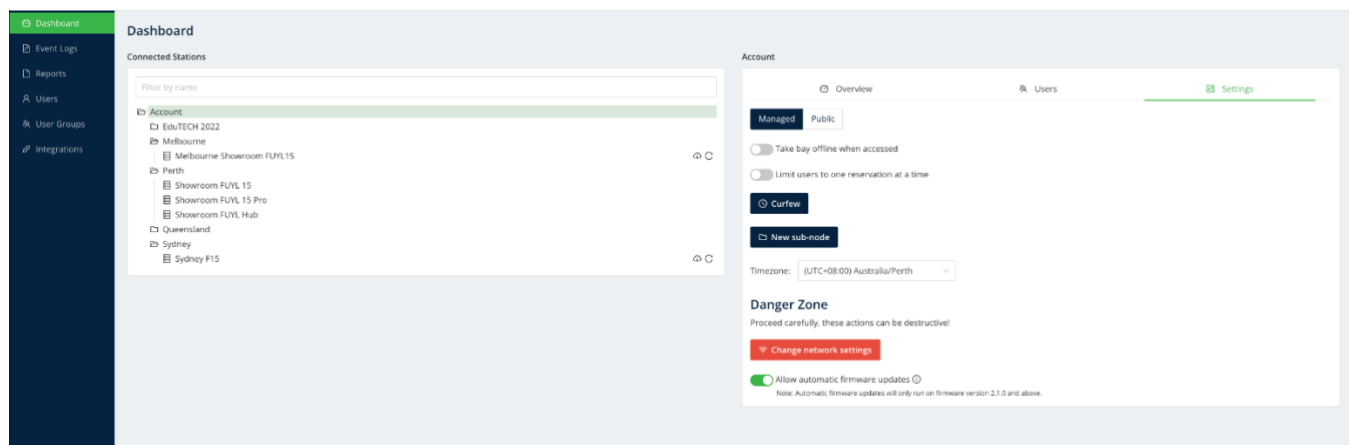 Dashboard
Event Logs
Reports
Users
User Groups
Integrations
Dashboard
Connected Stations
Filter by name
Account
EduTECH 2022
Melbourne
Melbourne Showroom FUYL15
Perth
Showroom FUYL 15
Showroom FUYL 15 Pro
Showroom FUYL Hub
Queensland
Sydney
Sydney F15
Account
Overview Users Settings
Managed Public
Take bay offline when accessed
Limit users to one reservation at a time
Curfew
New sub-node
Timezone: (UTC+08:00) Australia/Perth
Danger Zone
Proceed carefully, these actions can be destructive!
Change network settings
Allow automatic firmware updates
Note: Automatic firmware updates will only run on firmware version 2.1.0 and above.